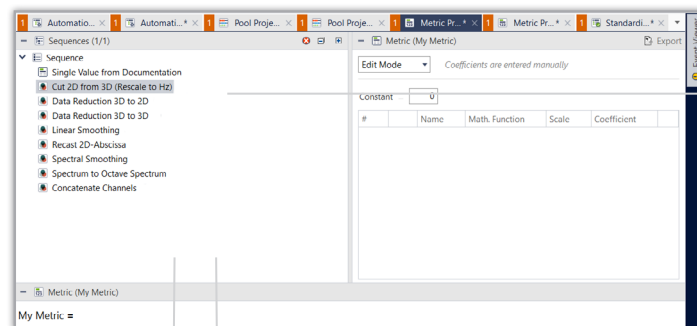 1 Automatio... × 1 Automati...* × 1 Pool Proje... × 1 Pool Proje... × 1 Metric Pr...* × 1 Metric Pr...* × 1 Standardi...* ×
Sequences (1/1)
Metric (My Metric)
Export
Event Viewer
Sequence
Single Value from Documentation
Cut 2D from 3D (Rescale to Hz)
Data Reduction 3D to 2D
Data Reduction 3D to 3D
Linear Smoothing
Recast 2D-Abscissa
Spectral Smoothing
Spectrum to Octave Spectrum
Concatenate Channels
Edit Mode Coefficients are entered manually
Constant 0
# Name Math. Function Scale Coefficient
Metric (My Metric)
My Metric =